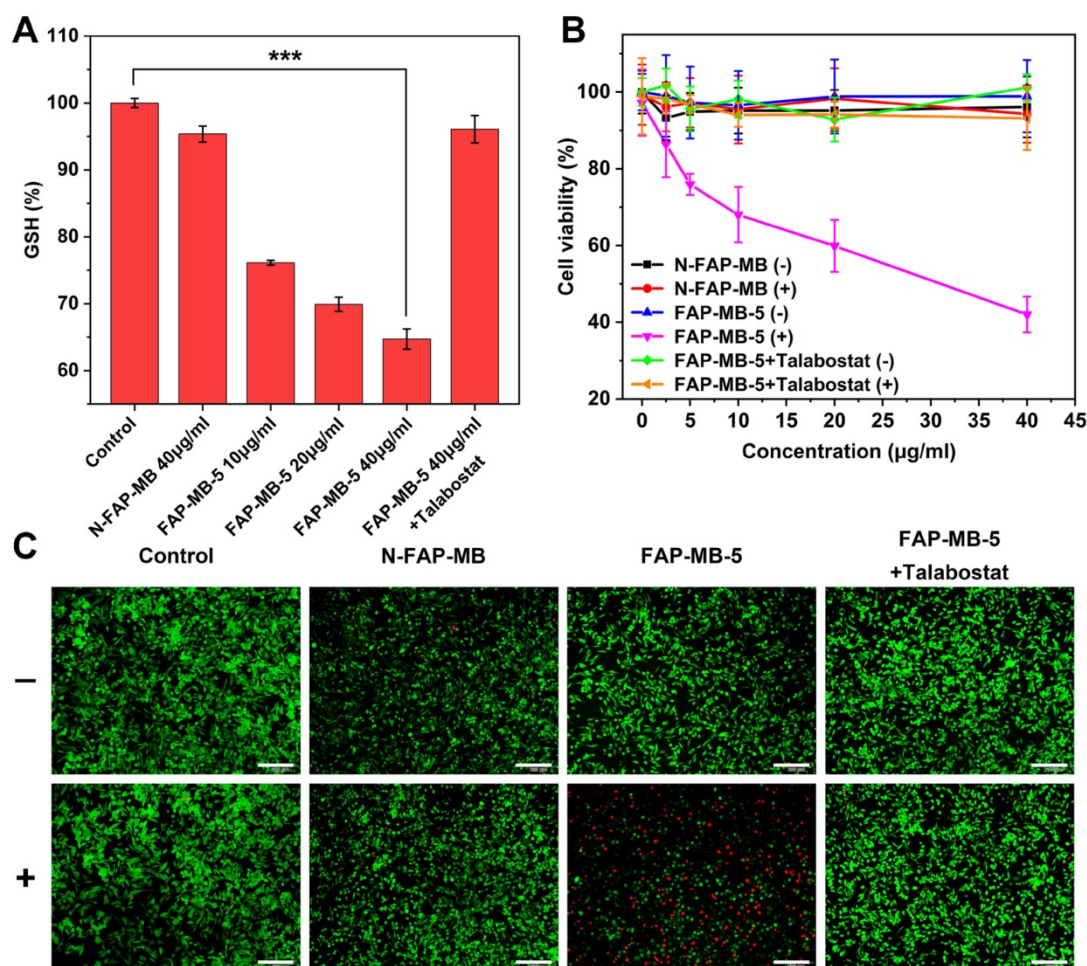 A
GSH (%)
110
100
90
80
70
60
***
Control
N-FAP-MB 40µg/ml
FAP-MB-5 10µg/ml
FAP-MB-5 20µg/ml
FAP-MB-5 40µg/ml
FAP-MB-5 40µg/ml
+Talabostat
B
Cell viability (%)
120
100
80
60
40
20
N-FAP-MB (-)
N-FAP-MB (+)
FAP-MB-5 (-)
FAP-MB-5 (+)
FAP-MB-5+Talabostat (-)
FAP-MB-5+Talabostat (+)
0 5 10 15 20 25 30 35 40 45
Concentration (µg/ml)
C
Control
N-FAP-MB
FAP-MB-5
FAP-MB-5
+Talabostat
−
+